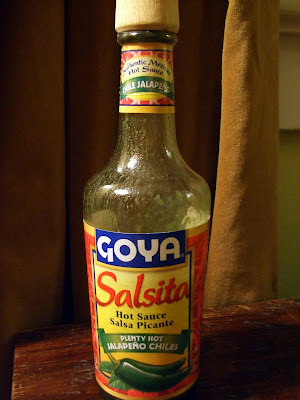 Authentic Mexican
Hot Sauce
CHILE JALAPEÑO
GOYA
Salsita
Hot Sauce
Salsa Picante
PLENTY HOT
JALAPEÑO CHILES